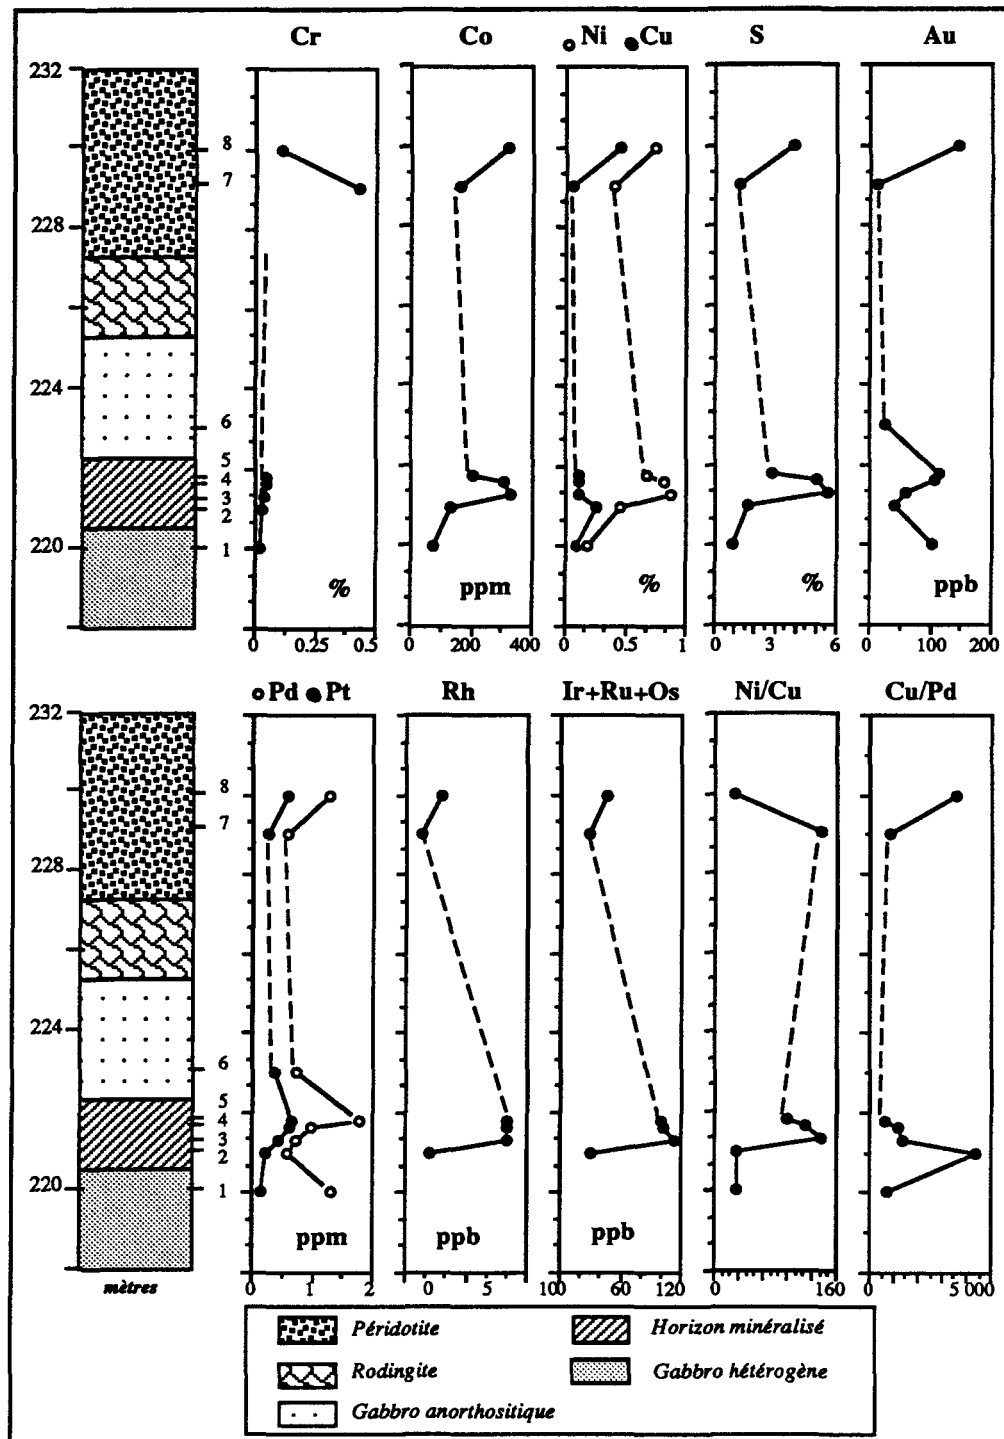 Cr Co Ni Cu S Au
232
228
224
220
8
7
6
5
4
3
2
1
% ppm % % ppb
0 0.25 0.5 0 200 400 0 0.5 1 0 3 6 0 100 200
Pd Pt Rh Ir+Ru+Os Ni/Cu Cu/Pd
232
228
224
220
8
7
6
5
4
3
2
1
ppm ppb ppb
mètres
0 1 2 0 5 10 0 60 120 0 160 0 5 000
Péridotite Horizon minéralisé
Rodingite Gabbro hétérogène
Gabbro anorthositique